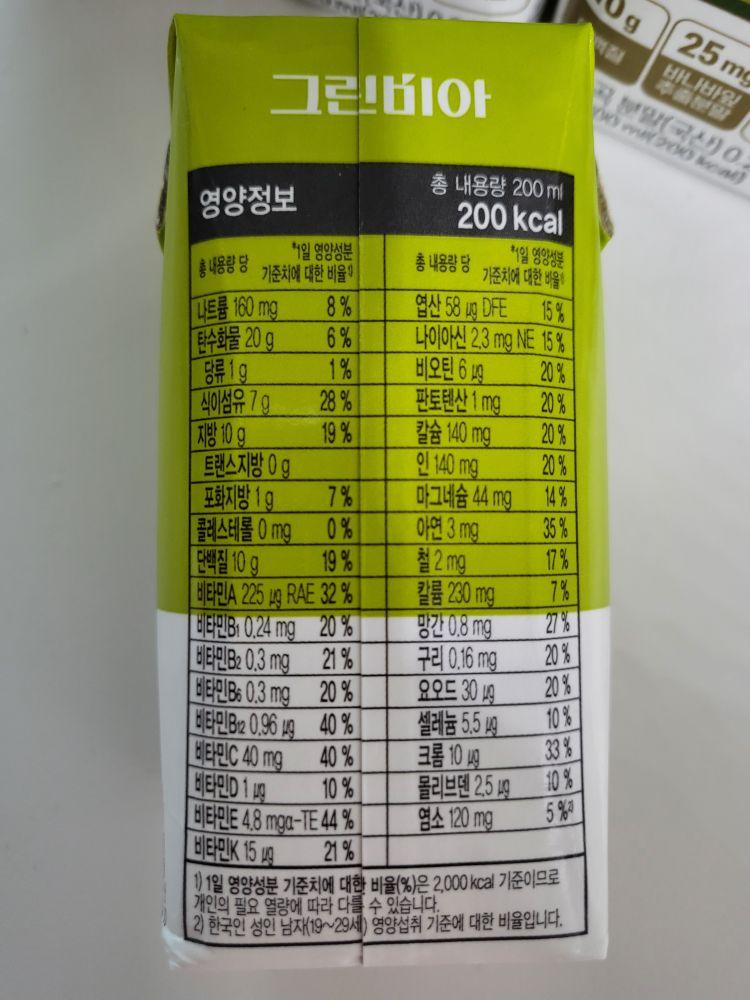 그린비아
영양정보
총 내용량 200 ml
200 kcal
총 내용량 당 *1일 영양성분 기준치에 대한 비율1)
나트륨 160 mg 8 %
탄수화물 20 g 6 %
당류 1 g 1 %
식이섬유 7 g 28 %
지방 10 g 19 %
트랜스지방 0 g
포화지방 1 g 7 %
콜레스테롤 0 mg 0 %
단백질 10 g 19 %
비타민A 225 µg RAE 32 %
비타민B1 0.24 mg 20 %
비타민B2 0.3 mg 21 %
비타민B6 0.3 mg 20 %
비타민B12 0.96 µg 40 %
비타민C 40 mg 40 %
비타민D 1 µg 10 %
비타민E 4.8 mgα-TE 44 %
비타민K 15 µg 21 %
총 내용량 당 *1일 영양성분 기준치에 대한 비율1)
엽산 58 µg DFE 15 %
나이아신 2.3 mg NE 15 %
비오틴 6 µg 20 %
판토텐산 1 mg 20 %
칼슘 140 mg 20 %
인 140 mg 20 %
마그네슘 44 mg 14 %
아연 3 mg 35 %
철 2 mg 17 %
칼륨 230 mg 7 %
망간 0.8 mg 27 %
구리 0.16 mg 20 %
요오드 30 µg 20 %
셀레늄 5.5 µg 10 %
크롬 10 µg 33 %
몰리브덴 2.5 µg 10 %
염소 120 mg 5 %2)
1) 1일 영양성분 기준치에 대한 비율(%)은 2,000 kcal 기준이므로
개인의 필요 열량에 따라 다를 수 있습니다.
2) 한국인 성인 남자(19~29세) 영양섭취 기준에 대한 비율입니다.
25 mg
바나바잎
추출분말
분말(국산)
(200 kcal)